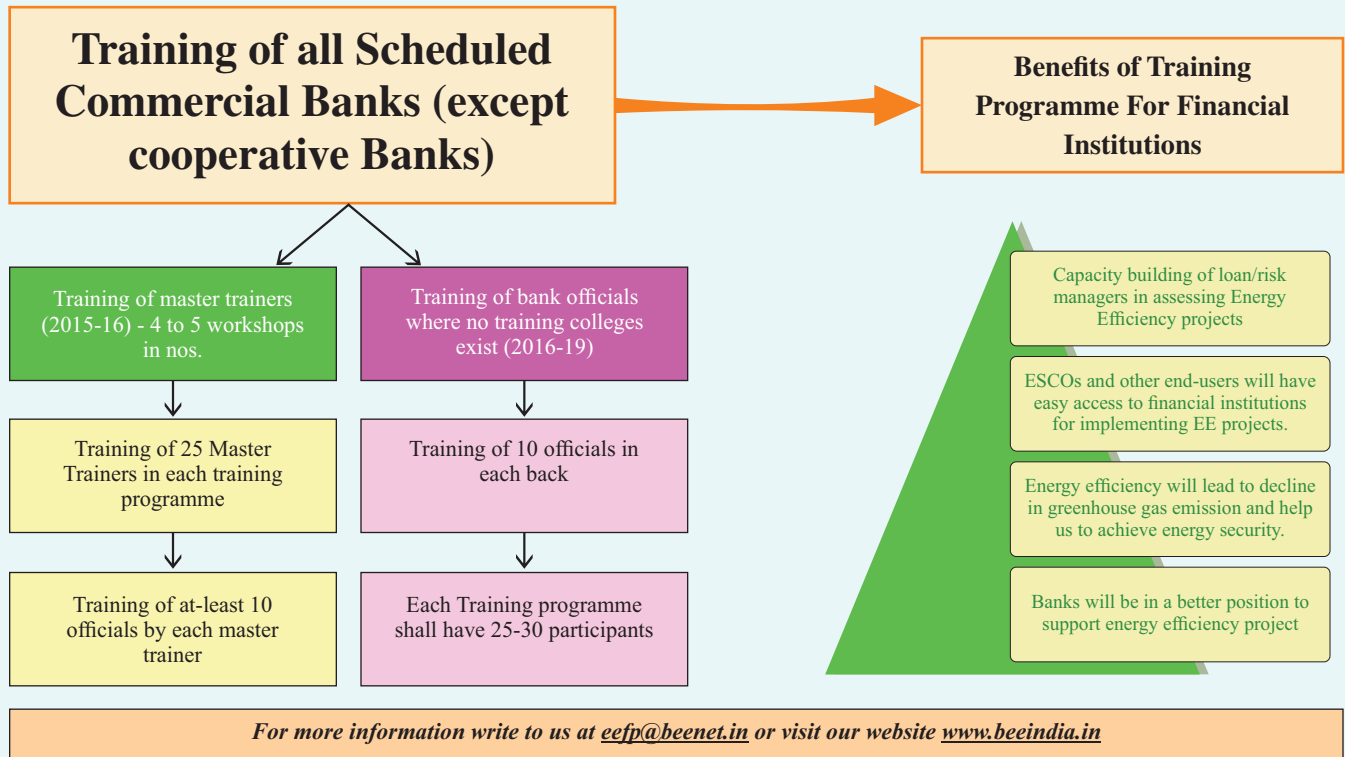 Training of all Scheduled
Commercial Banks (except
cooperative Banks)
Benefits of Training
Programme For Financial
Institutions
Training of master trainers
(2015-16) - 4 to 5 workshops
in nos.
Training of 25 Master
Trainers in each training
programme
Training of at-least 10
officials by each master
trainer
Training of bank officials
where no training colleges
exist (2016-19)
Training of 10 officials in
each back
Each Training programme
shall have 25-30 participants
Capacity building of loan/risk
managers in assessing Energy
Efficiency projects
ESCOs and other end-users will have
easy access to financial institutions
for implementing EE projects.
Energy efficiency will lead to decline
in greenhouse gas emission and help
us to achieve energy security.
Banks will be in a better position to
support energy efficiency project
For more information write to us at eefp@beenet.in or visit our website www.beeindia.in